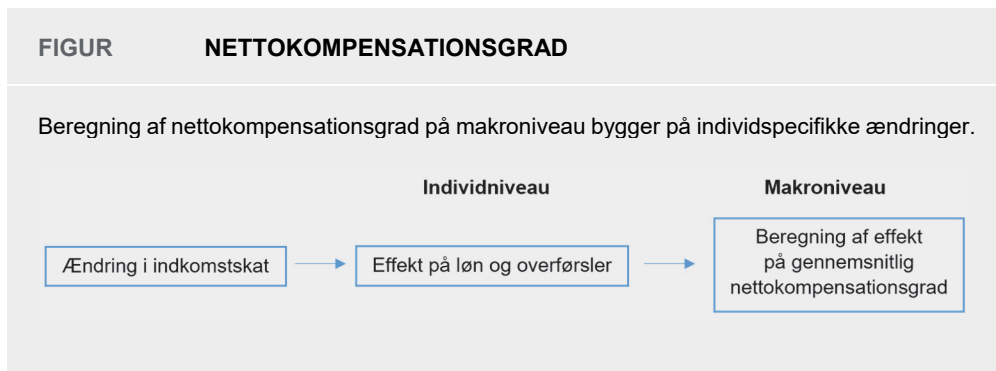 FIGUR NETTOKOMPENSATIONSGRAD
Beregning af nettokompensationsgrad på makroniveau bygger på individspecifikke ændringer.
Individniveau Makroniveau
Ændring i indkomstskat
Effekt på løn og overførsler
Beregning af effekt
på gennemsnitlig
nettokompensationsgrad